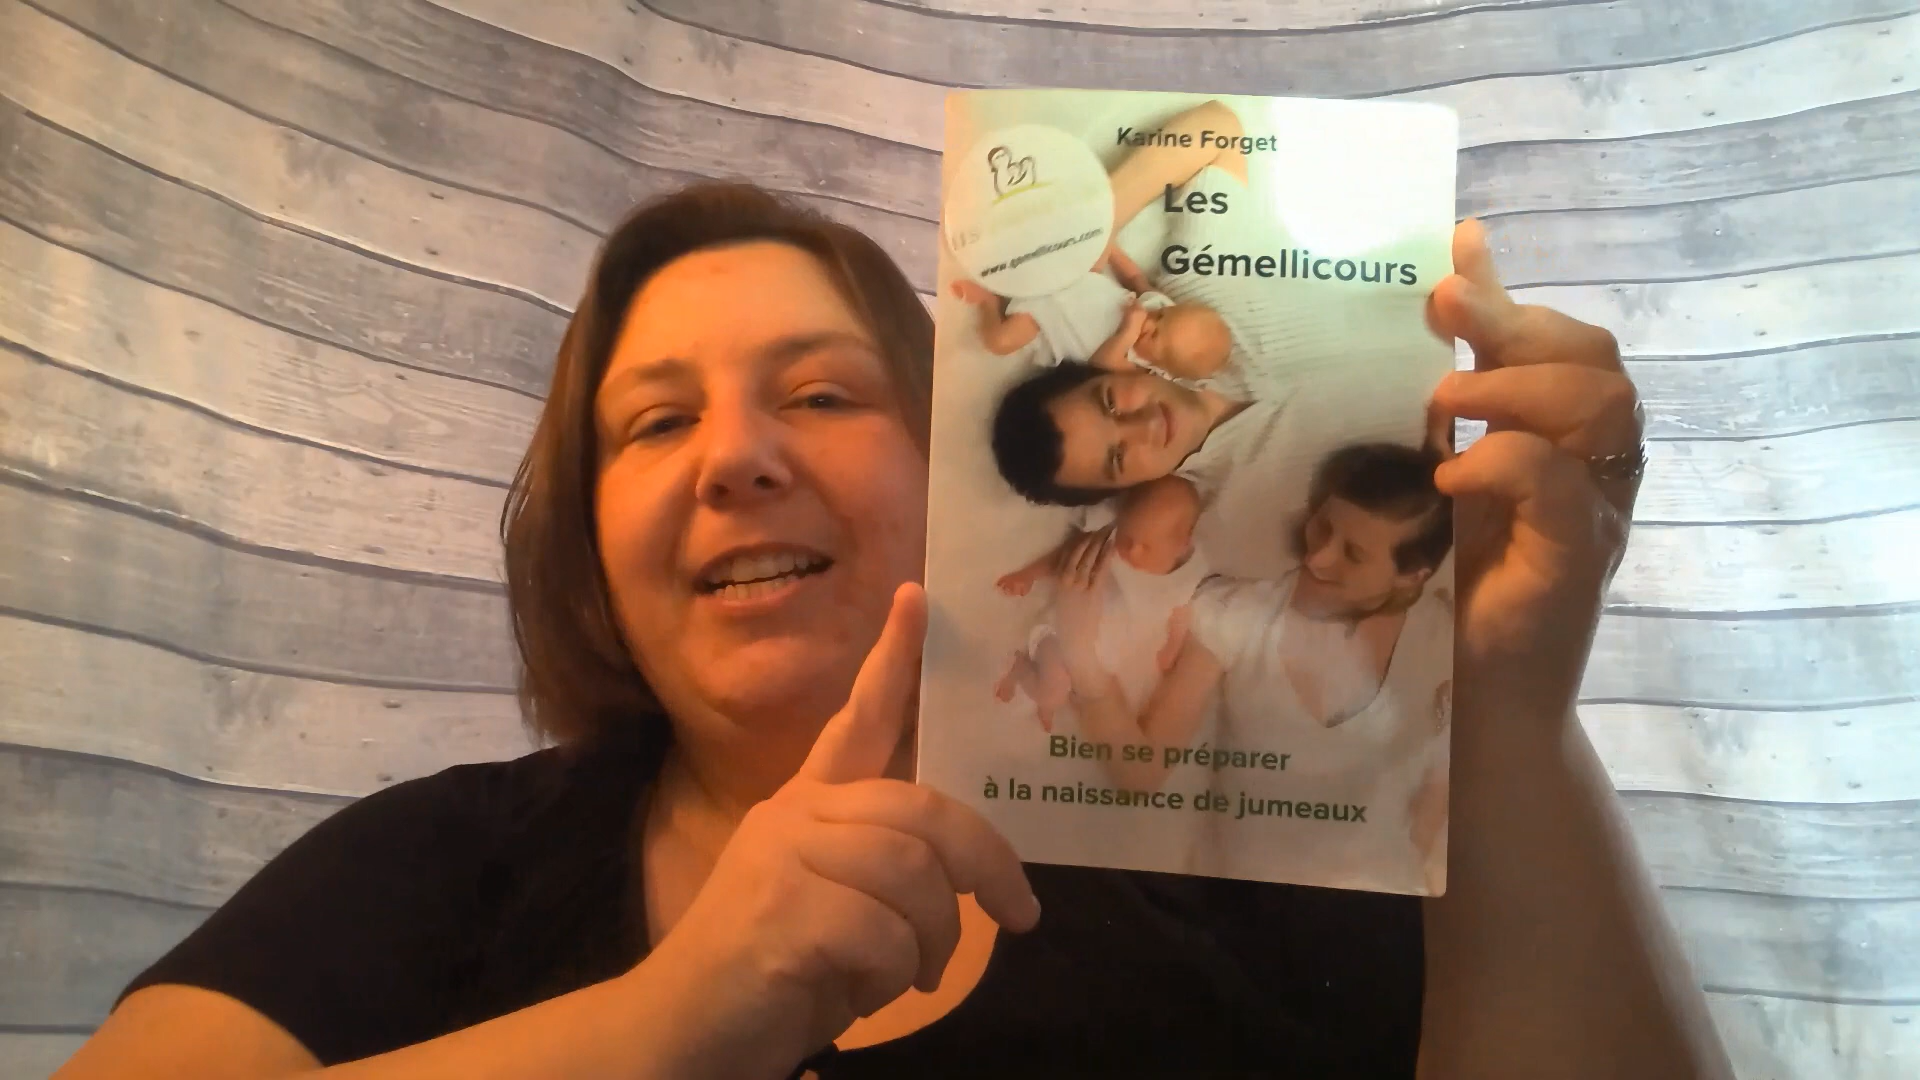 Karine Forget
Les
Gémellicours
www.gemellicours.com
Bien se préparer
à la naissance de jumeaux